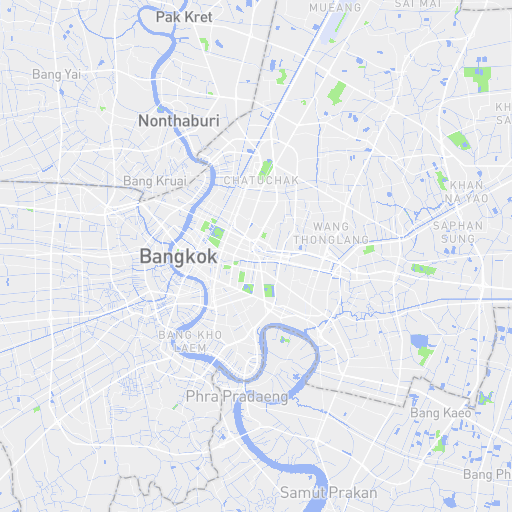 MUEANG
SAI MAI
Pak Kret
Bang Yai
KH
SA
Nonthaburi
Bang Kruai
CHATUCHAK
KHAN
NA YAO
WANG
THONGLANG
SAPHAN
SUNG
Bangkok
BANG KHO
LAEM
Phra Pradaeng
Bang Kaeo
Bang Ph
Samut Prakan